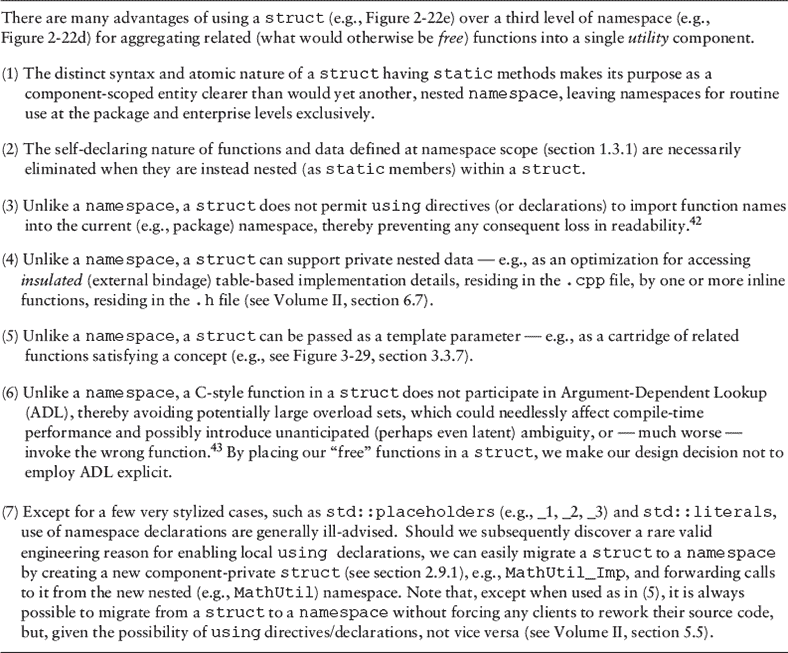 There are many advantages of using a struct (e.g., Figure 2-22e) over a third level of namespace (e.g.,
Figure 2-22d) for aggregating related (what would otherwise be free) functions into a single utility component.
(1) The distinct syntax and atomic nature of a struct having static methods makes its purpose as a
component-scoped entity clearer than would yet another, nested namespace, leaving namespaces for routine
use at the package and enterprise levels exclusively.
(2) The self-declaring nature of functions and data defined at namespace scope (section 1.3.1) are necessarily
eliminated when they are instead nested (as static members) within a struct.
(3) Unlike a namespace, a struct does not permit using directives (or declarations) to import function names
into the current (e.g., package) namespace, thereby preventing any consequent loss in readability.42
(4) Unlike a namespace, a struct can support private nested data — e.g., as an optimization for accessing
insulated (external bindage) table-based implementation details, residing in the .cpp file, by one or more inline
functions, residing in the .h file (see Volume II, section 6.7).
(5) Unlike a namespace, a struct can be passed as a template parameter — e.g., as a cartridge of related
functions satisfying a concept (e.g., see Figure 3-29, section 3.3.7).
(6) Unlike a namespace, a C-style function in a struct does not participate in Argument-Dependent Lookup
(ADL), thereby avoiding potentially large overload sets, which could needlessly affect compile-time
performance and possibly introduce unanticipated (perhaps even latent) ambiguity, or — much worse —
invoke the wrong function.43 By placing our “free” functions in a struct, we make our design decision not to
employ ADL explicit.
(7) Except for a few very stylized cases, such as std::placeholders (e.g., _1, _2, _3) and std::literals,
use of namespace declarations are generally ill-advised. Should we subsequently discover a rare valid
engineering reason for enabling local using declarations, we can easily migrate a struct to a namespace
by creating a new component-private struct (see section 2.9.1), e.g., MathUtil_Imp, and forwarding calls
to it from the new nested (e.g., MathUtil) namespace. Note that, except when used as in (5), it is always
possible to migrate from a struct to a namespace without forcing any clients to rework their source code,
but, given the possibility of using directives/declarations, not vice versa (see Volume II, section 5.5).